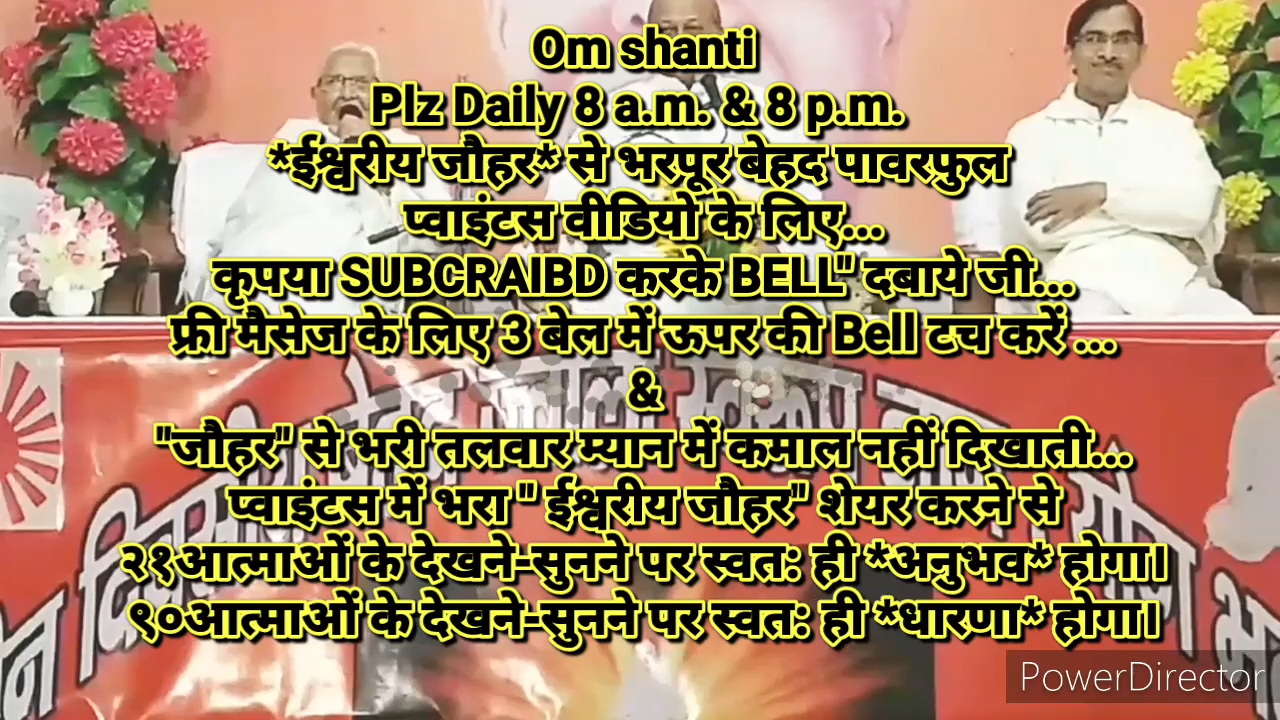 Om shanti
Plz Daily 8 a.m. & 8 p.m.
*ईश्वरीय जौहर* से भरपूर बेहद पावरफुल
प्वाइंटस वीडियो के लिए...
कृपया SUBCRAIBD करके BELL" दबाये जी...
फ्री मैसेज के लिए 3 बेल में ऊपर की Bell टच करें ...
&
"जौहर" से भरी तलवार म्यान में कमाल नहीं दिखाती...
प्वाइंटस में भरा " ईश्वरीय जौहर" शेयर करने से
२१आत्माओं के देखने-सुनने पर स्वत: ही *अनुभव* होगा।
९०आत्माओं के देखने-सुनने पर स्वत: ही *धारणा* होगा।
योग
PowerDirector